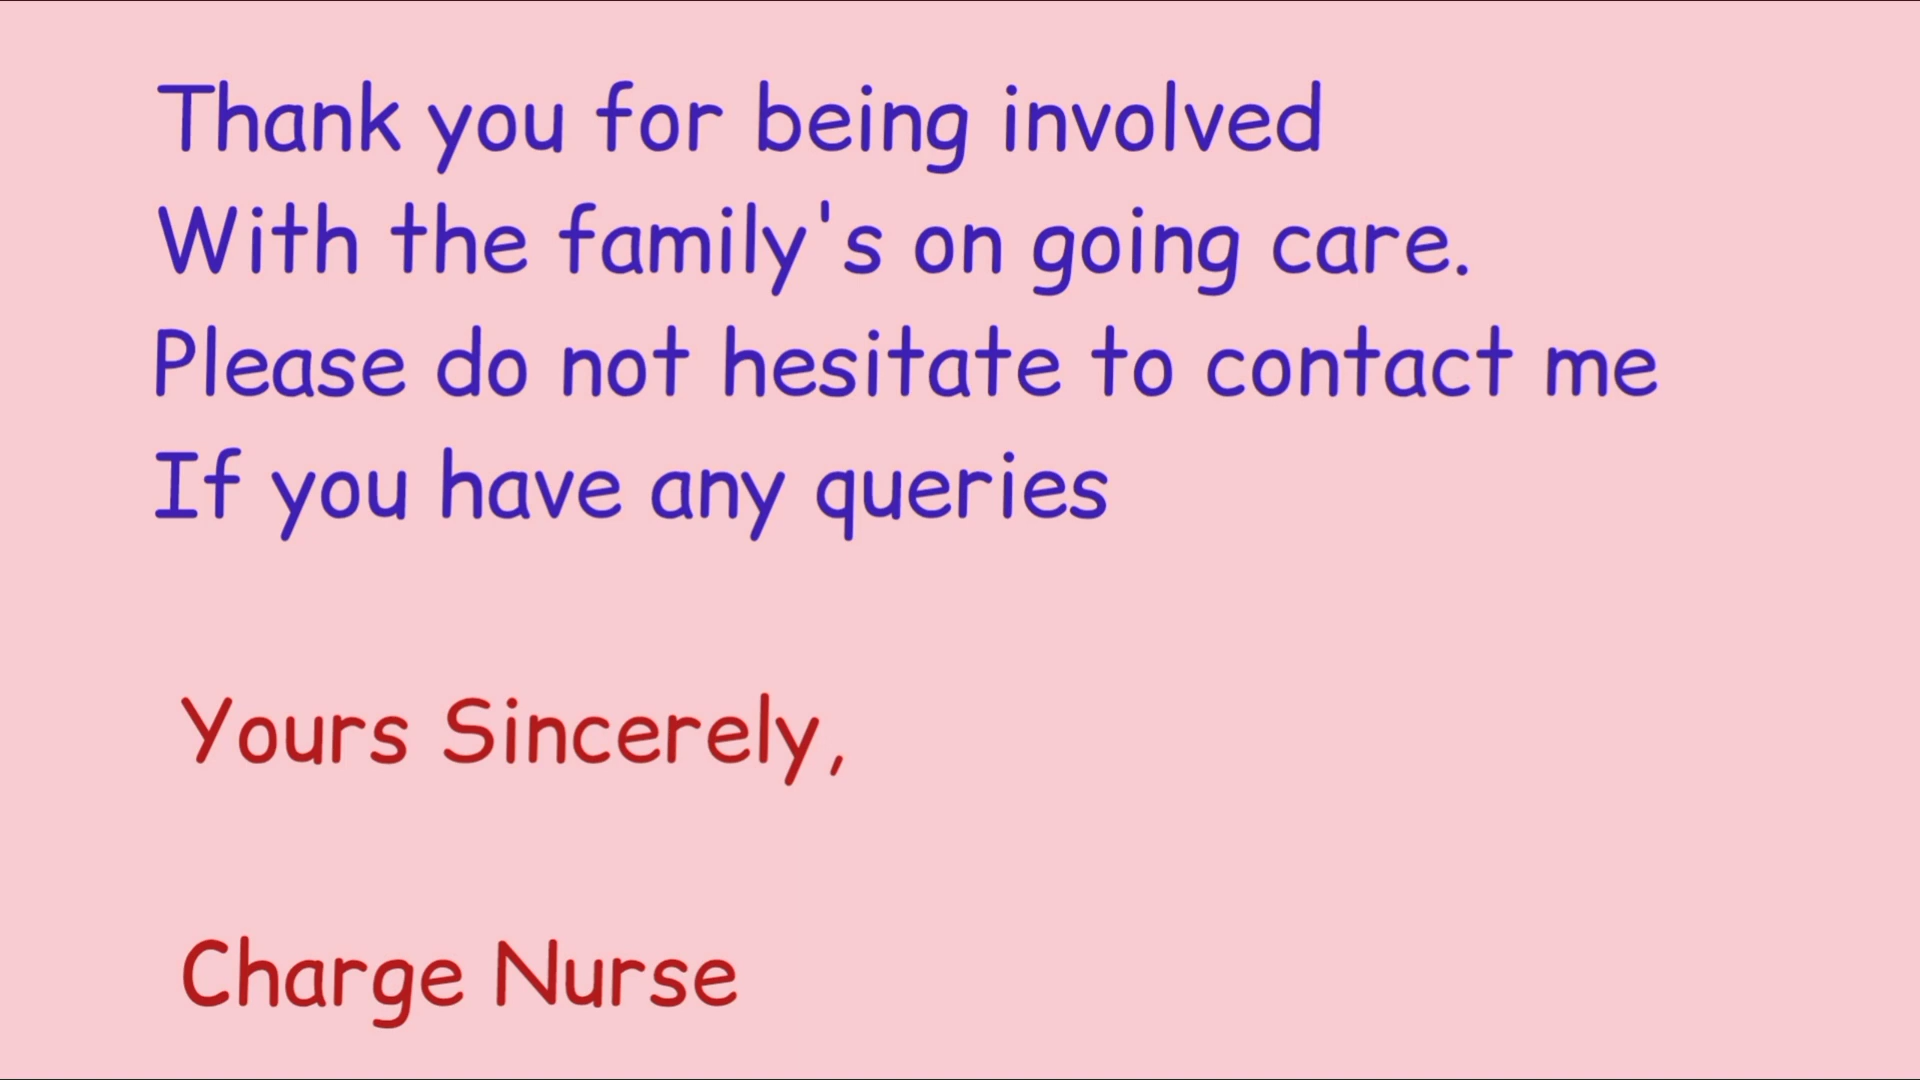 Thank you for being involved
With the family's on going care.
Please do not hesitate to contact me
If you have any queries
Yours Sincerely,
Charge Nurse